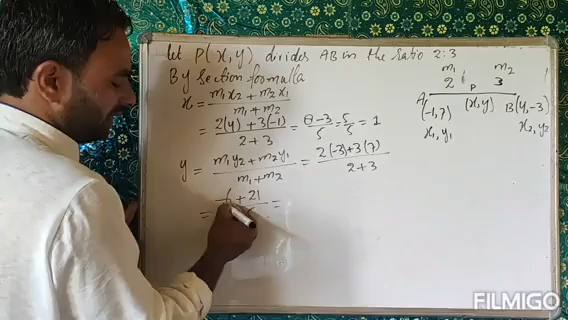 let P(x,y) divides AB in the ratio 2:3
By Section formulla
x = m₁x₂ + m₂x₁ / m₁ + m₂
= 2(4) + 3(-1) / 2 + 3 = 8 - 3 / 5 = 5/5 = 1
y = m₁y₂ + m₂y₁ / m₁ + m₂ = 2(-3) + 3(7) / 2 + 3
= + 21 / =
m₁ m₂
2 : 3
A P
(-1,7) (x,y) B(4,-3)
x₁,y₁ x₂,y₂
FILMIGO